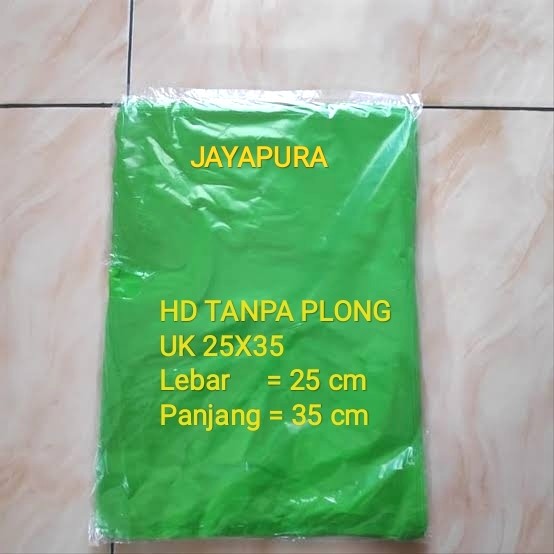 JAYAPURA
HD TANPA PLONG
UK 25X35
Lebar = 25 cm
Panjang = 35 cm